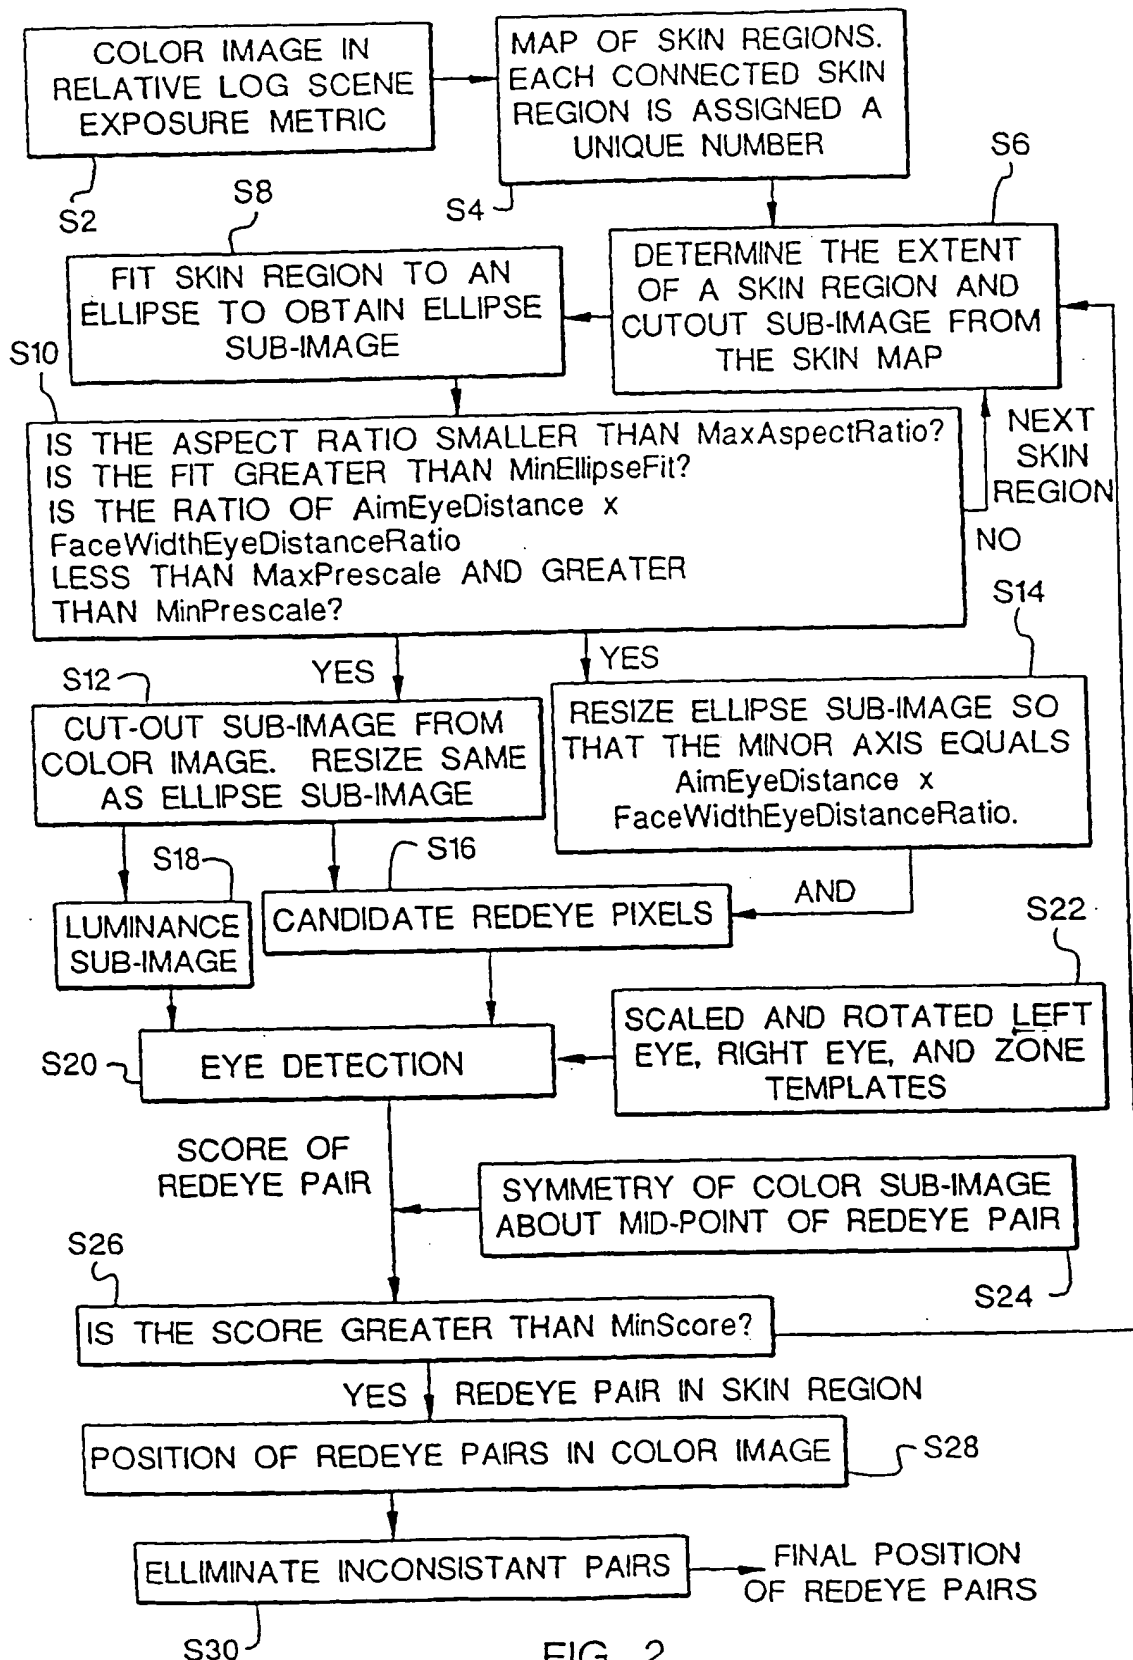 COLOR IMAGE IN
RELATIVE LOG SCENE
EXPOSURE METRIC
S2
MAP OF SKIN REGIONS.
EACH CONNECTED SKIN
REGION IS ASSIGNED A
UNIQUE NUMBER
S4
S6
DETERMINE THE EXTENT
OF A SKIN REGION AND
CUTOUT SUB-IMAGE FROM
THE SKIN MAP
S8
FIT SKIN REGION TO AN
ELLIPSE TO OBTAIN ELLIPSE
SUB-IMAGE
S10
IS THE ASPECT RATIO SMALLER THAN MaxAspectRatio?
IS THE FIT GREATER THAN MinEllipseFit?
IS THE RATIO OF AimEyeDistance x
FaceWidthEyeDistanceRatio
LESS THAN MaxPrescale AND GREATER
THAN MinPrescale?
NEXT
SKIN
REGION
NO
YES
YES
S12
CUT-OUT SUB-IMAGE FROM
COLOR IMAGE. RESIZE SAME
AS ELLIPSE SUB-IMAGE
S14
RESIZE ELLIPSE SUB-IMAGE SO
THAT THE MINOR AXIS EQUALS
AimEyeDistance x
FaceWidthEyeDistanceRatio.
S18
LUMINANCE
SUB-IMAGE
S16
CANDIDATE REDEYE PIXELS
AND
S22
SCALED AND ROTATED LEFT
EYE, RIGHT EYE, AND ZONE
TEMPLATES
S20
EYE DETECTION
SCORE OF
REDEYE PAIR
SYMMETRY OF COLOR SUB-IMAGE
ABOUT MID-POINT OF REDEYE PAIR
S24
S26
IS THE SCORE GREATER THAN MinScore?
YES
REDEYE PAIR IN SKIN REGION
POSITION OF REDEYE PAIRS IN COLOR IMAGE
S28
ELLIMINATE INCONSISTANT PAIRS
S30
FINAL POSITION
OF REDEYE PAIRS
FIG. 2